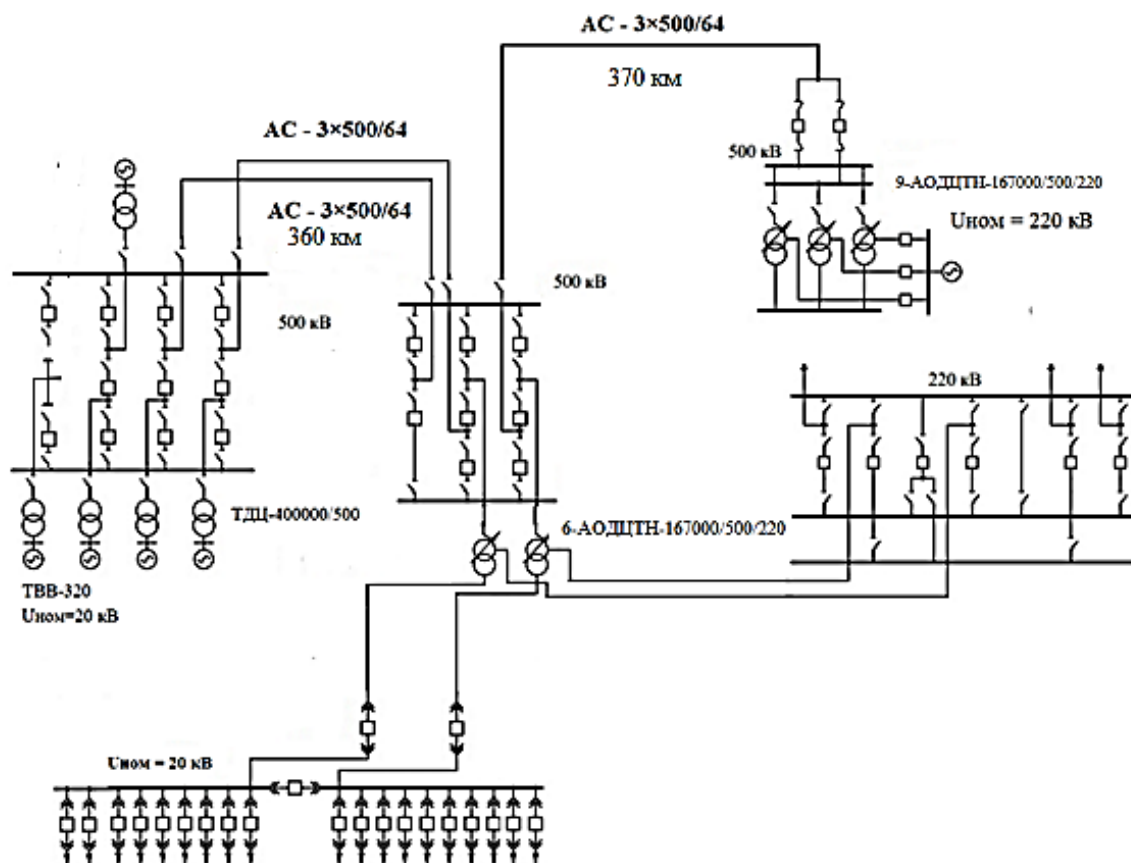 АС - 3×500/64
370 км
АС - 3×500/64
500 кВ
9-АОДЦТН-167000/500/220
Uном = 220 кВ
АС - 3×500/64
360 км
500 кВ
500 кВ
220 кВ
ТДЦ-400000/500
6-АОДЦТН-167000/500/220
ТВВ-320
Uном=20 кВ
Uном = 20 кВ